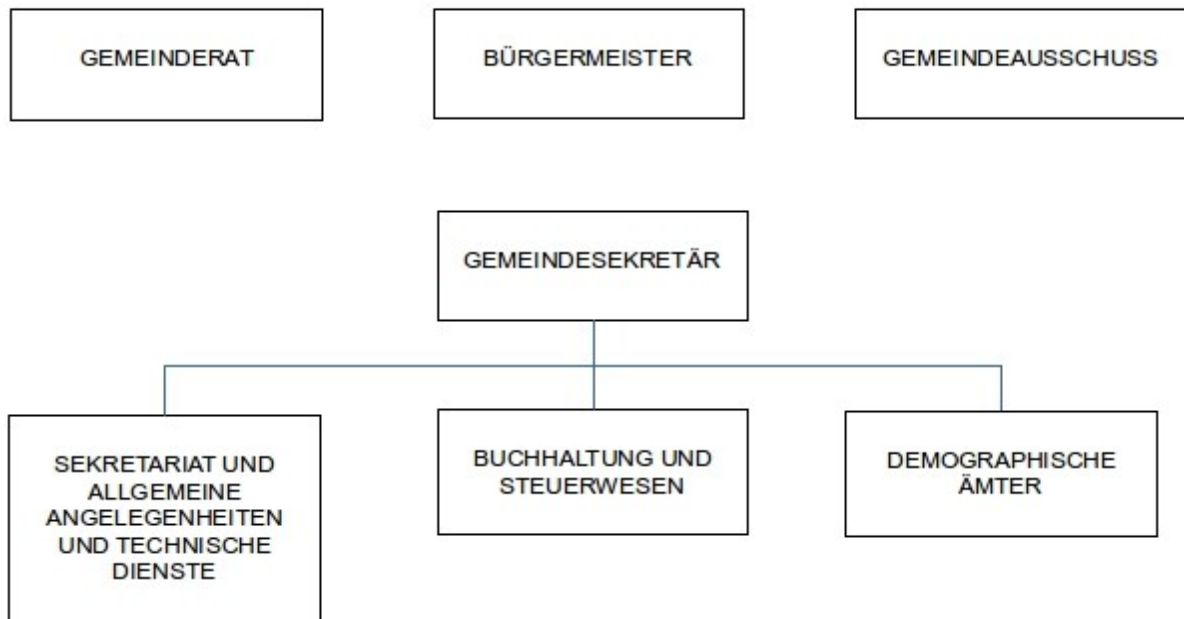 GEMEINDERAT
BÜRGERMEISTER
GEMEINDEAUSSCHUSS
GEMEINDESEKRETÄR
SEKRETARIAT UND
ALLGEMEINE
ANGELEGENHEITEN
UND TECHNISCHE
DIENSTE
BUCHHALTUNG UND
STEUERWESEN
DEMOGRAPHISCHE
ÄMTER